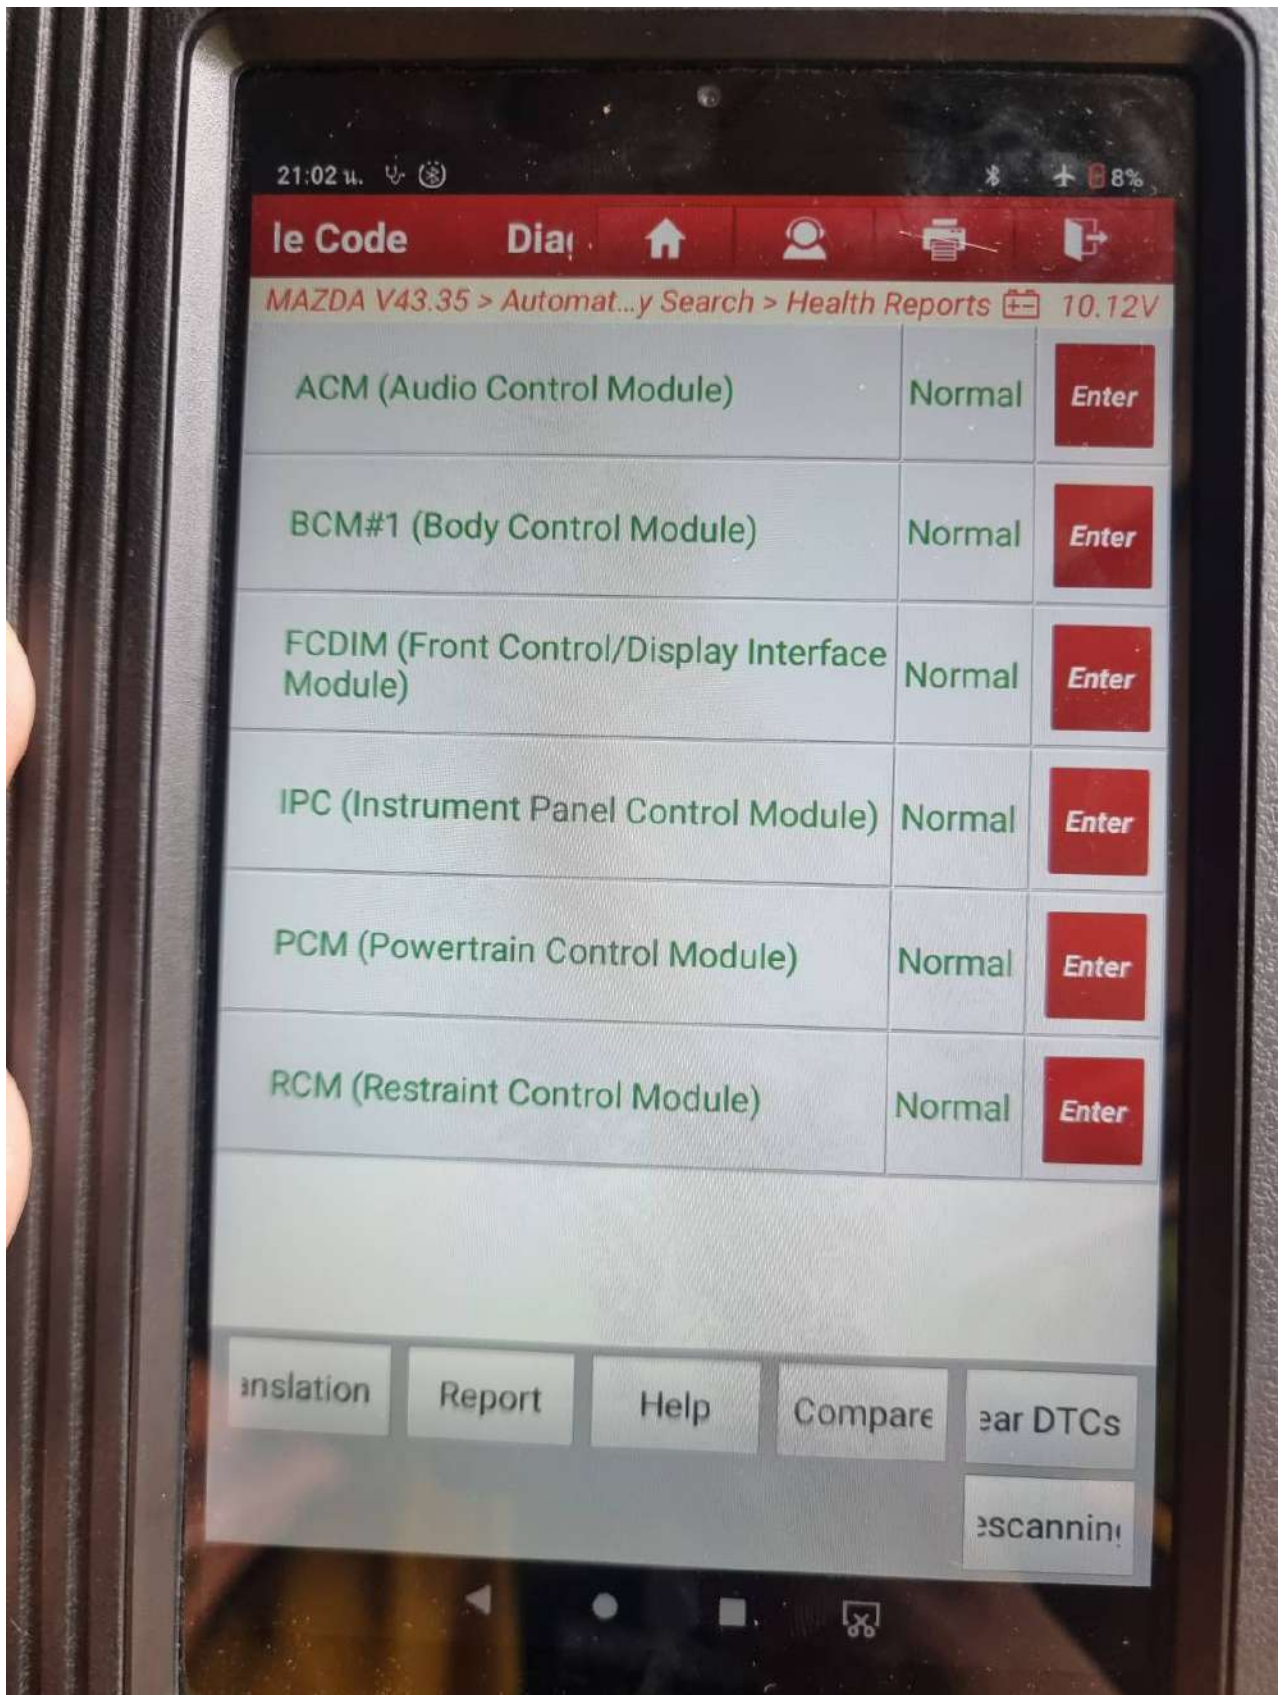 21:02 น. 8%
le Code Diag
MAZDA V43.35 > Automat...y Search > Health Reports 10.12V
ACM (Audio Control Module) Normal Enter
BCM#1 (Body Control Module) Normal Enter
FCDIM (Front Control/Display Interface
Module) Normal Enter
IPC (Instrument Panel Control Module) Normal Enter
PCM (Powertrain Control Module) Normal Enter
RCM (Restraint Control Module) Normal Enter
anslation Report Help Compare ear DTCs
escanning